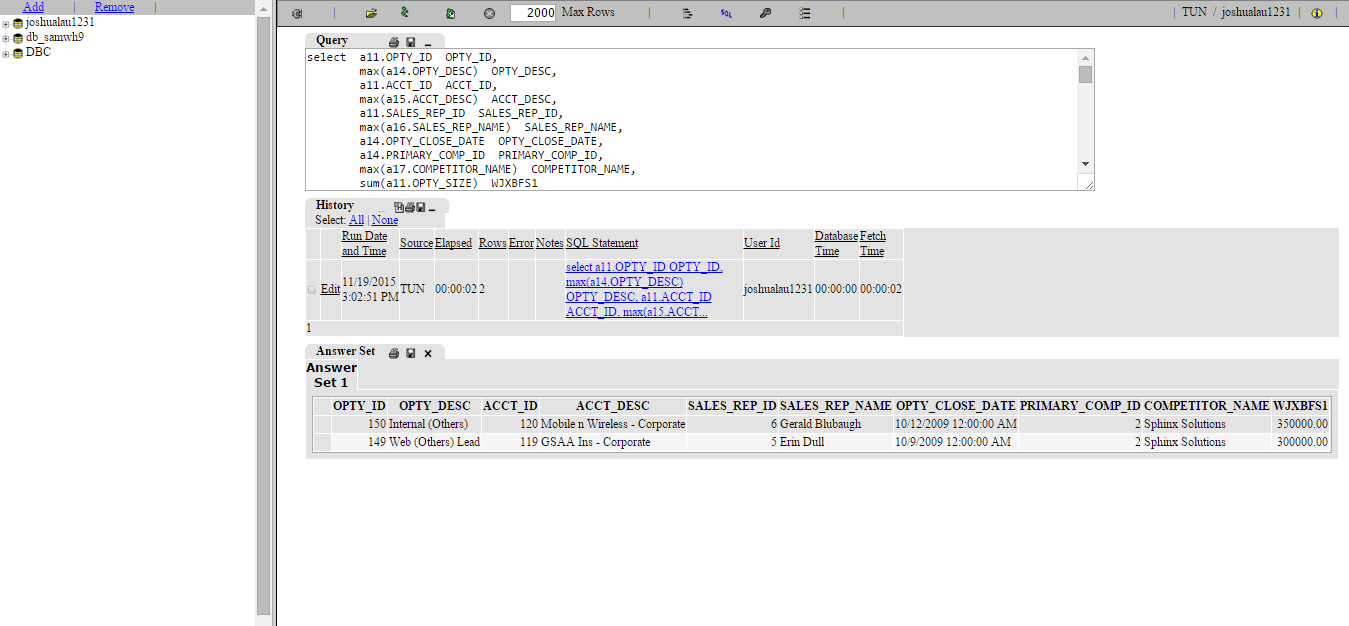 Add | Remove |
2000 Max Rows | SQL | | TUN / joshualau1231 | |
joshualau1231
db_samwh9
DBC
Query
select a11.OPTY_ID OPTY_ID,
max(a14.OPTY_DESC) OPTY_DESC,
a11.ACCT_ID ACCT_ID,
max(a15.ACCT_DESC) ACCT_DESC,
a11.SALES_REP_ID SALES_REP_ID,
max(a16.SALES_REP_NAME) SALES_REP_NAME,
a14.OPTY_CLOSE_DATE OPTY_CLOSE_DATE,
a14.PRIMARY_COMP_ID PRIMARY_COMP_ID,
max(a17.COMPETITOR_NAME) COMPETITOR_NAME,
sum(a11.OPTY_SIZE) WJXBFS1
History
Select: All | None
Run Date and Time Source Elapsed Rows Error Notes SQL Statement User Id Database Time Fetch Time
Edit 11/19/2015 3:02:51 PM TUN 00:00:02 2 select a11.OPTY_ID OPTY_ID, max(a14.OPTY_DESC) OPTY_DESC, a11.ACCT_ID ACCT_ID, max(a15.ACCT... joshualau1231 00:00:00 00:00:02
1
Answer Set
Answer
Set 1
OPTY_ID OPTY_DESC ACCT_ID ACCT_DESC SALES_REP_ID SALES_REP_NAME OPTY_CLOSE_DATE PRIMARY_COMP_ID COMPETITOR_NAME WJXBFS1
150 Internal (Others) 120 Mobile n Wireless - Corporate 6 Gerald Blubaugh 10/12/2009 12:00:00 AM 2 Sphinx Solutions 350000.00
149 Web (Others) Lead 119 GSAA Ins - Corporate 5 Erin Dull 10/9/2009 12:00:00 AM 2 Sphinx Solutions 300000.00